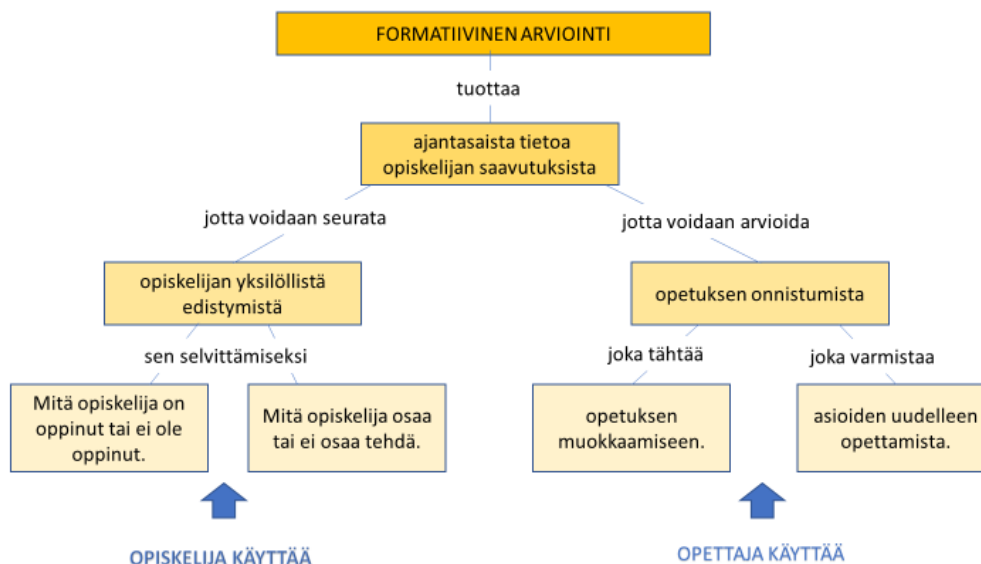 FORMATIIVINEN ARVIOINTI
tuottaa
ajantasaista tietoa
opiskelijan saavutuksista
jotta voidaan seurata
jotta voidaan arvioida
opiskelijan yksilöllistä
edistymistä
opetuksen onnistumista
sen selvittämiseksi
joka tähtää
joka varmistaa
Mitä opiskelija on
oppinut tai ei ole
oppinut.
Mitä opiskelija osaa
tai ei osaa tehdä.
opetuksen
muokkaamiseen.
asioiden uudelleen
opettamista.
OPISKELIJA KÄYTTÄÄ
OPETTAJA KÄYTTÄÄ